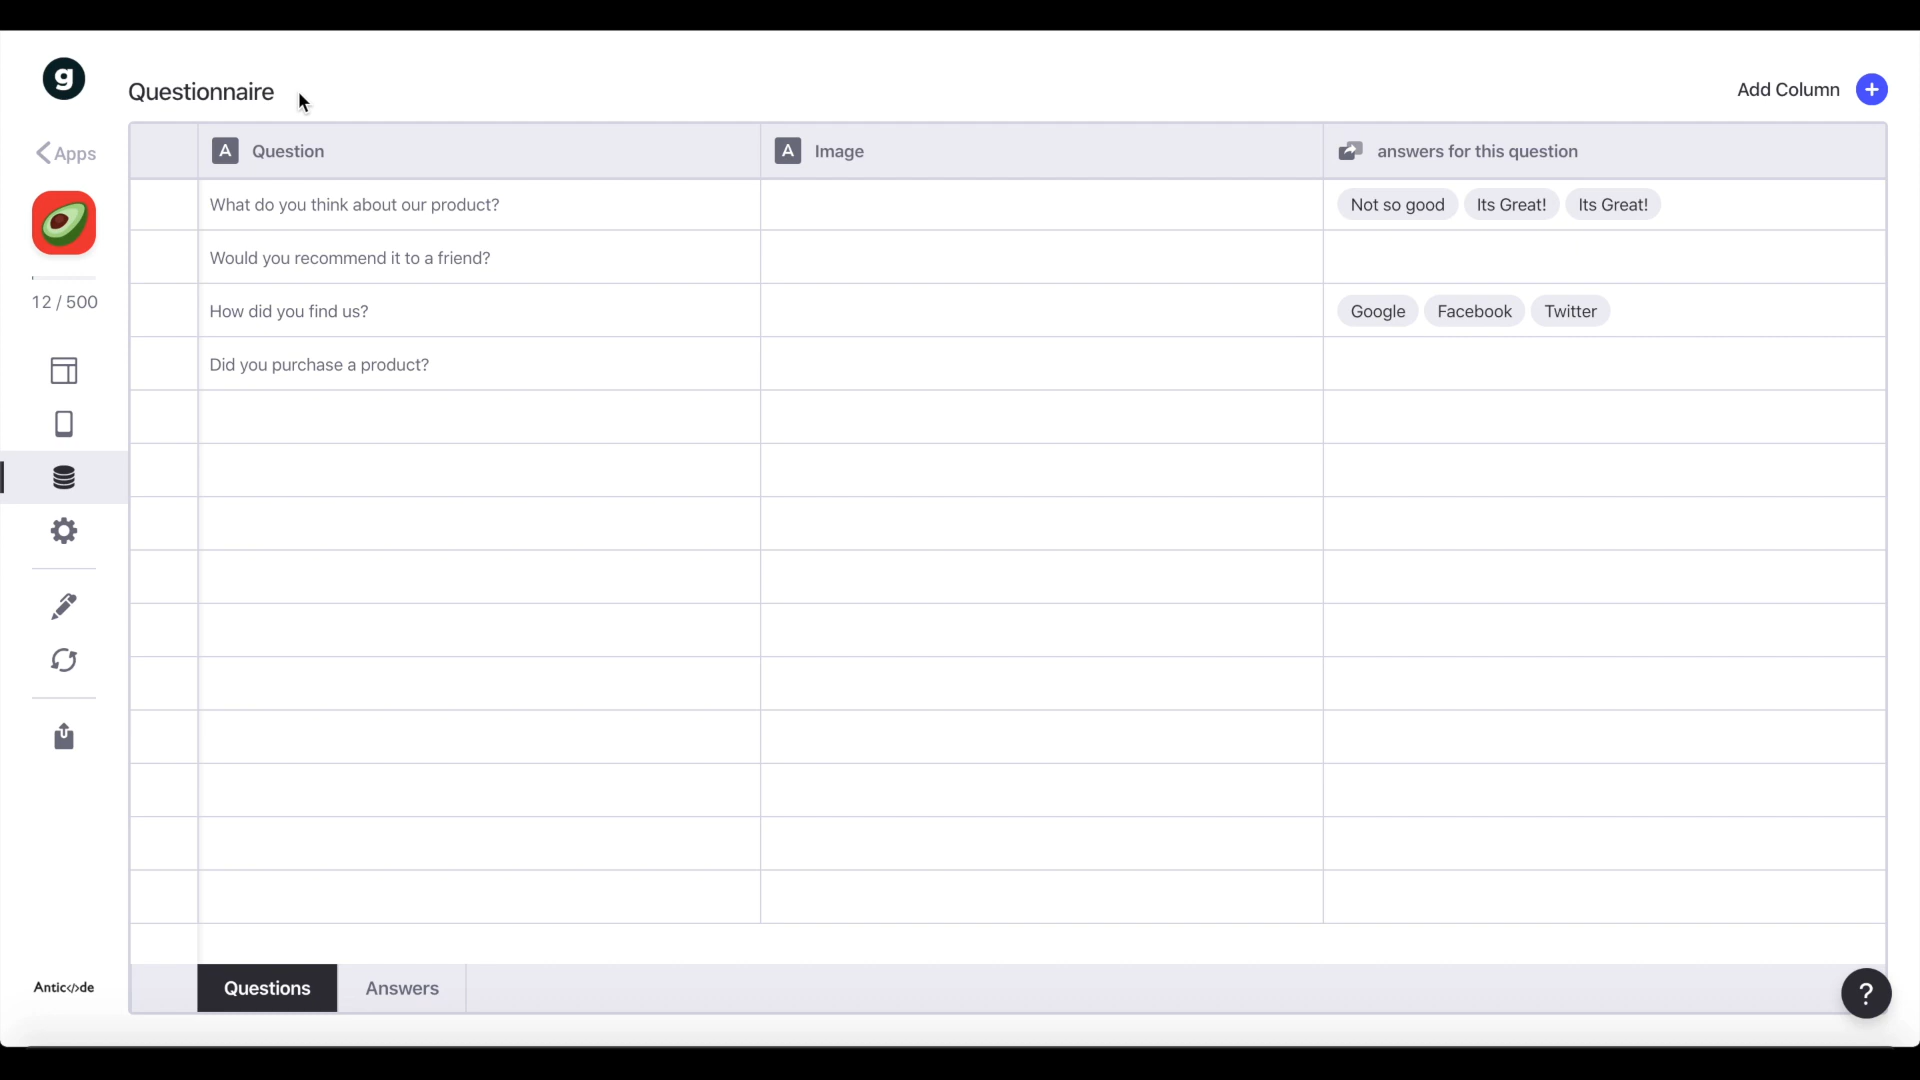 g
Questionnaire
Add Column +
Apps
A Question
A Image
answers for this question
What do you think about our product?
Not so good Its Great! Its Great!
Would you recommend it to a friend?
12 / 500
How did you find us?
Google Facebook Twitter
Did you purchase a product?
Antic</>de
Questions Answers
?